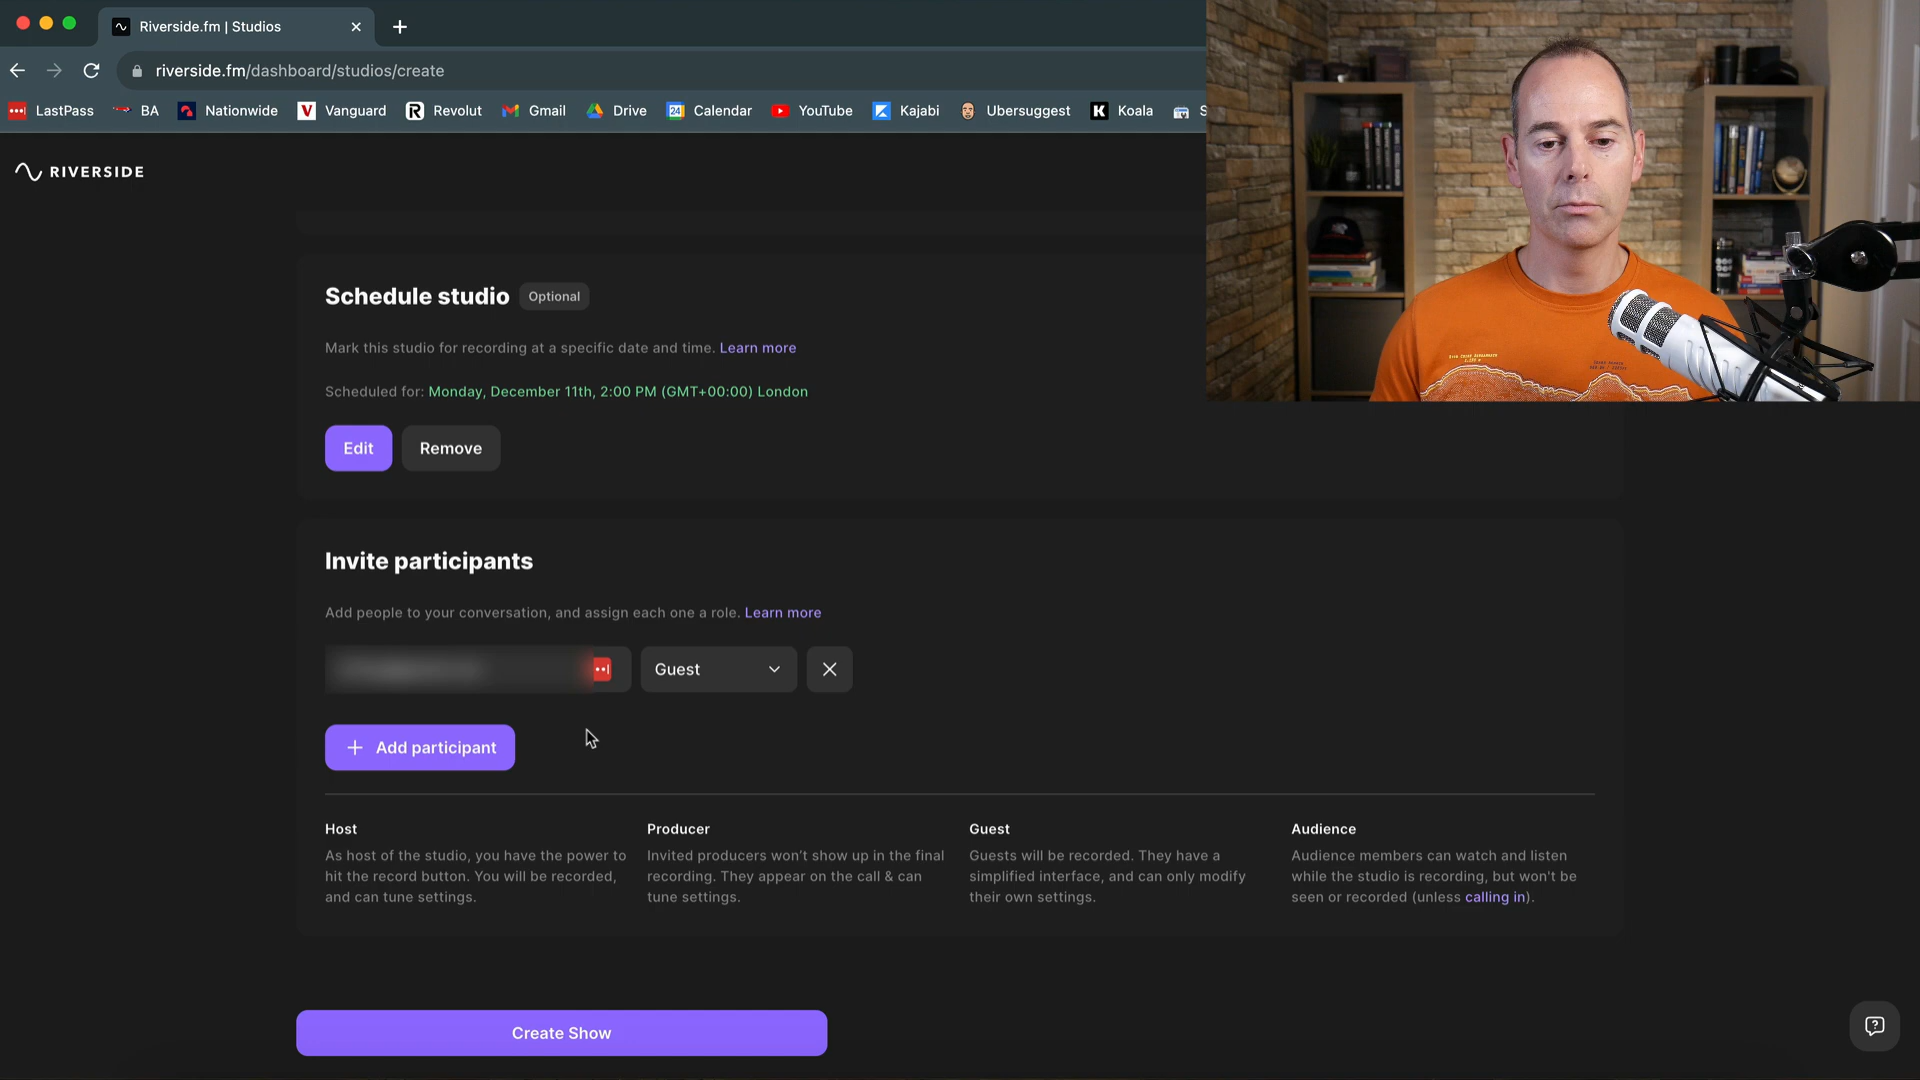 Riverside.fm | Studios
riverside.fm/dashboard/studios/create
LastPass BA Nationwide Vanguard Revolut Gmail Drive Calendar YouTube Kajabi Ubersuggest Koala S
RIVERSIDE
Schedule studio Optional
Mark this studio for recording at a specific date and time. Learn more
Scheduled for: Monday, December 11th, 2:00 PM (GMT+00:00) London
Edit Remove
Invite participants
Add people to your conversation, and assign each one a role. Learn more
Guest
+ Add participant
Host
As host of the studio, you have the power to
hit the record button. You will be recorded,
and can tune settings.
Producer
Invited producers won't show up in the final
recording. They appear on the call & can
tune settings.
Guest
Guests will be recorded. They have a
simplified interface, and can only modify
their own settings.
Audience
Audience members can watch and listen
while the studio is recording, but won't be
seen or recorded (unless calling in).
Create Show